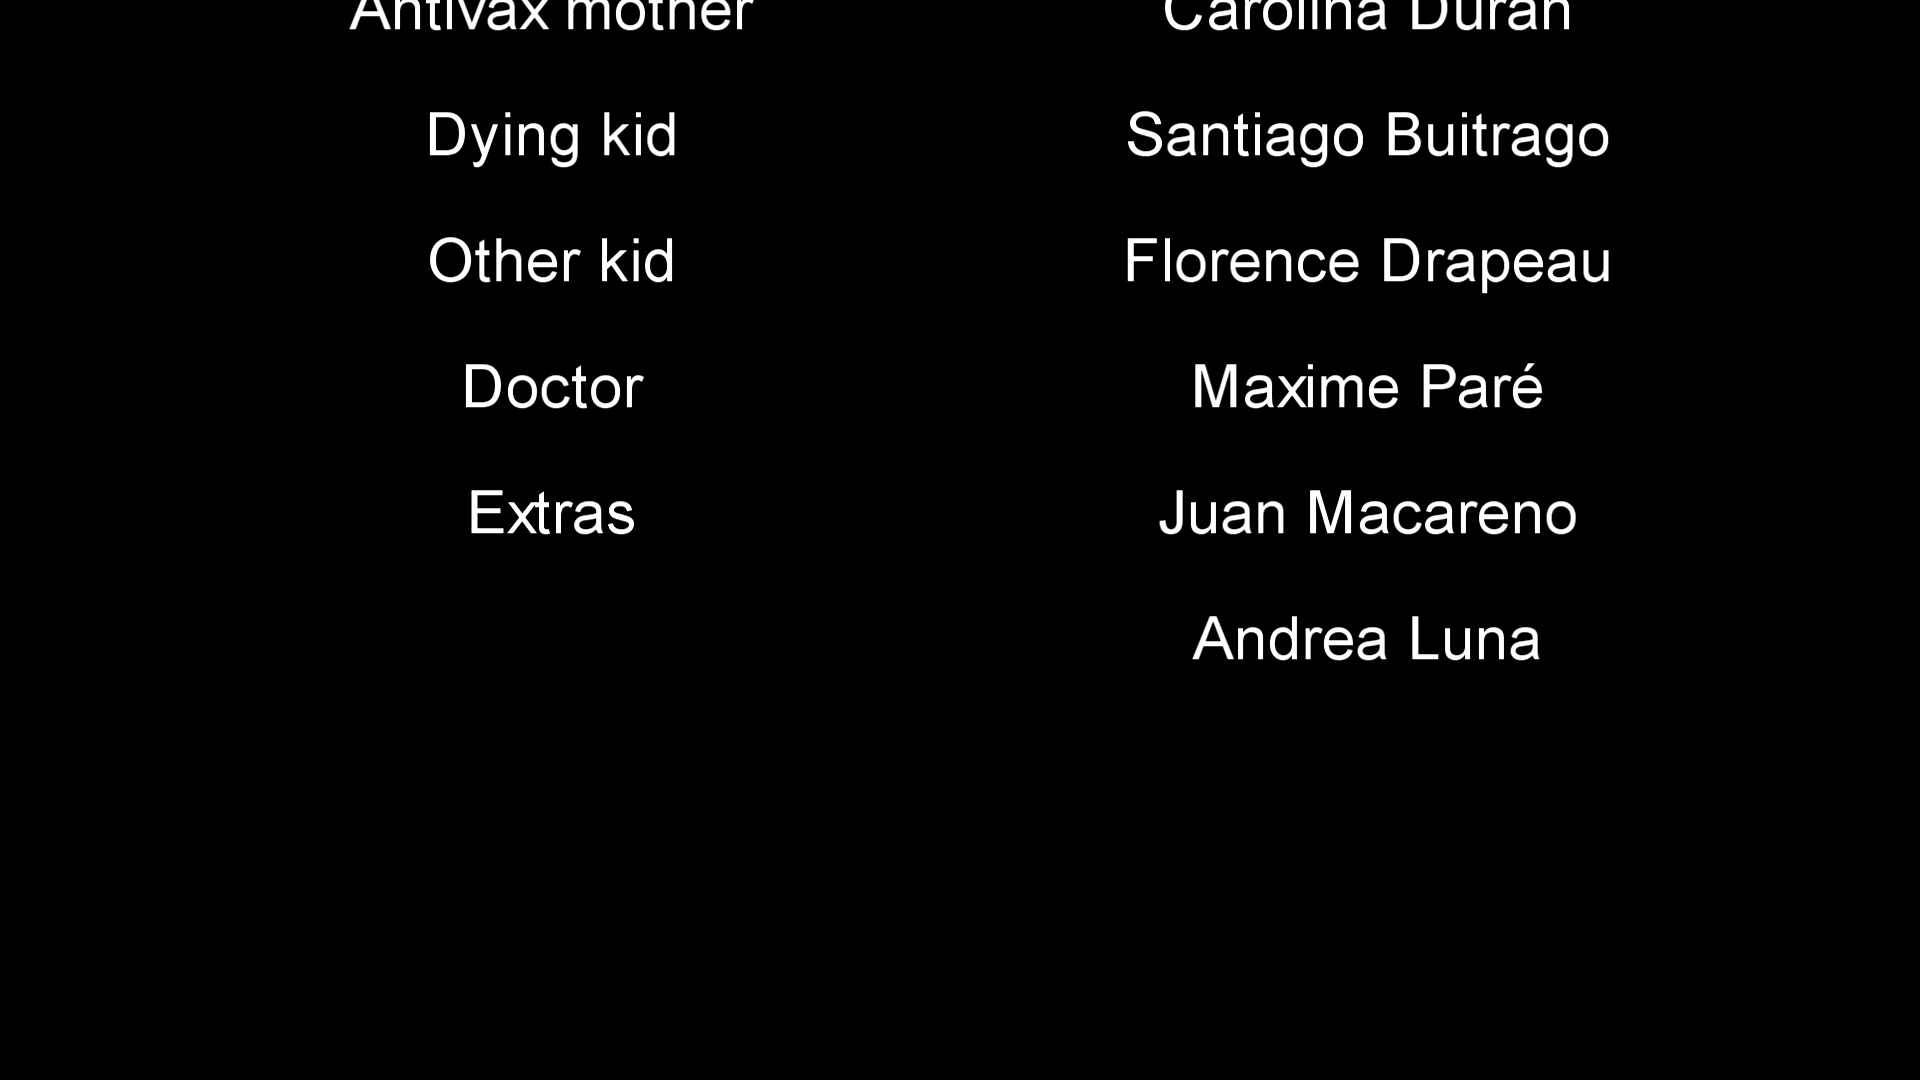 Antivax mother Carolina Duran
Dying kid Santiago Buitrago
Other kid Florence Drapeau
Doctor Maxime Paré
Extras Juan Macareno
Andrea Luna